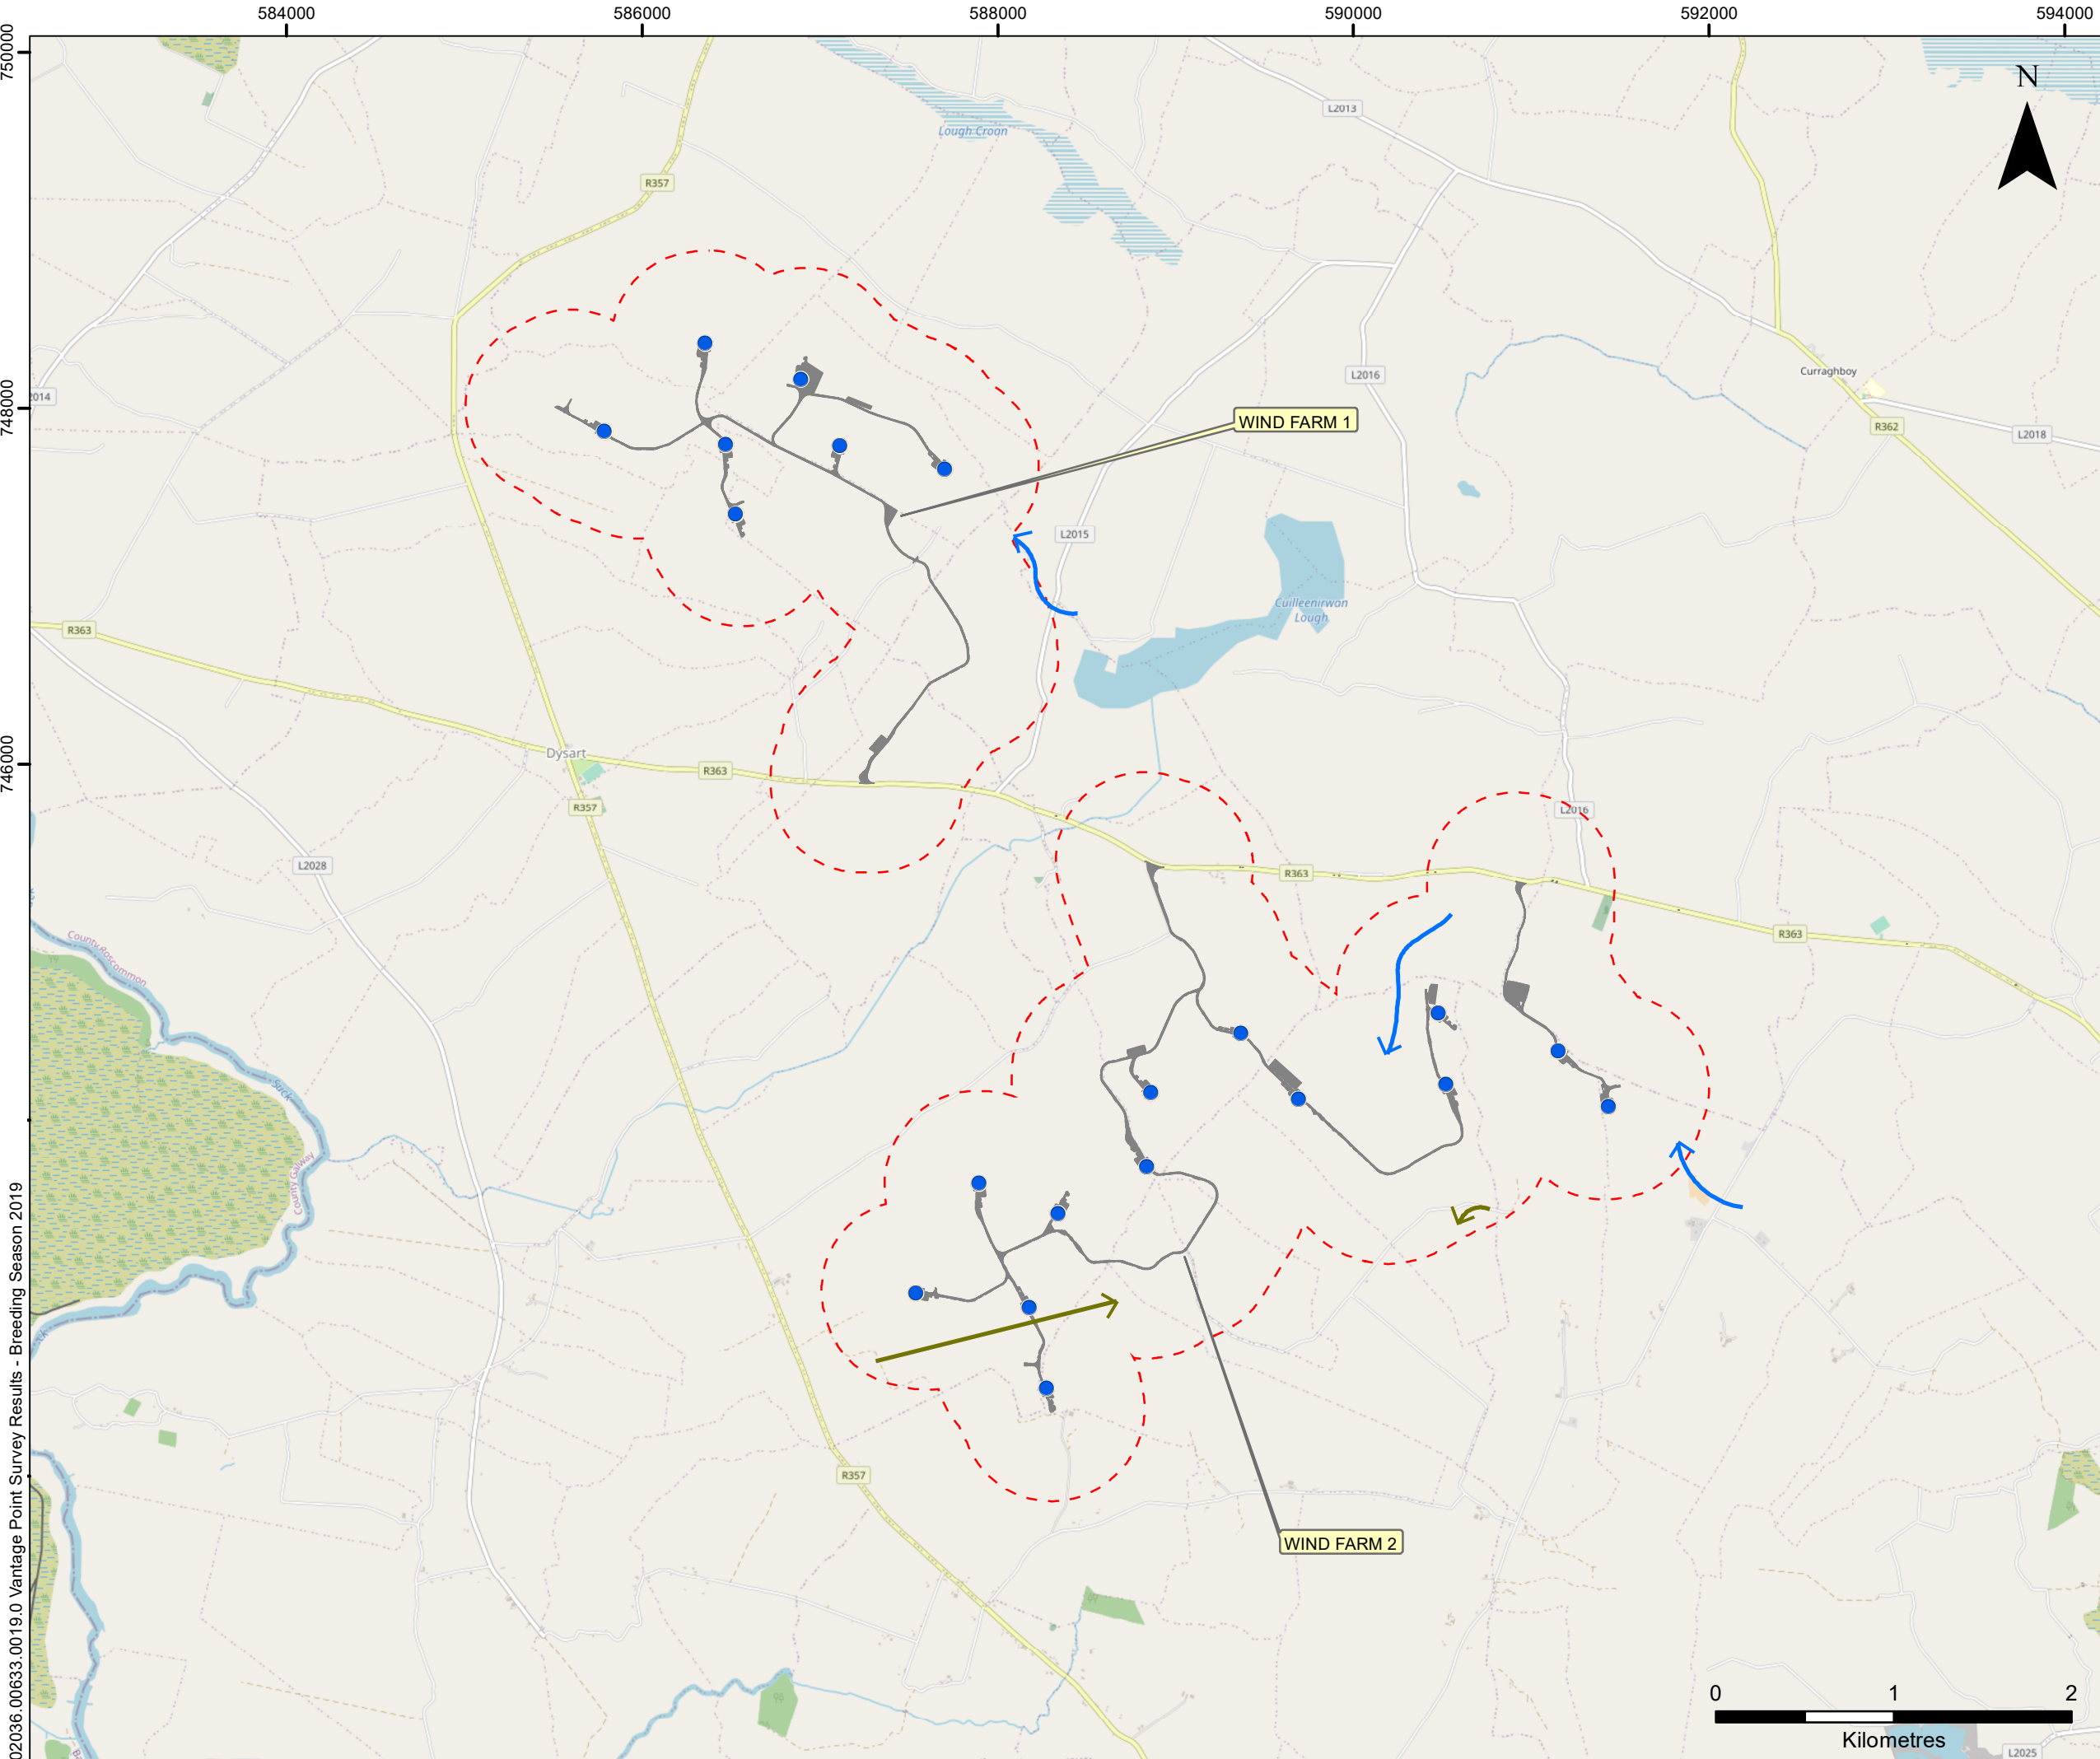 584000
586000
588000
590000
592000
594000
750000
748000
746000
N
L2013
Lough Croan
R357
2014
L2016
Curraghboy
R362
L2018
WIND FARM 1
L2015
Cuilleenirwan
Lough
R363
Dysart
R363
R357
L2016
L2028
R363
R363
County Roscommon
Suck
County Galway
R357
WIND FARM 2
02036.00633.0019.0 Vantage Point Survey Results - Breeding Season 2019
0
1
2
Kilometres
L2025